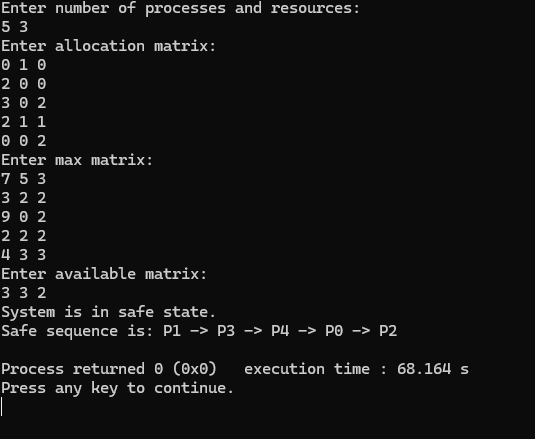 Enter number of processes and resources:
5 3
Enter allocation matrix:
0 1 0
2 0 0
3 0 2
2 1 1
0 0 2
Enter max matrix:
7 5 3
3 2 2
9 0 2
2 2 2
4 3 3
Enter available matrix:
3 3 2
System is in safe state.
Safe sequence is: P1 -> P3 -> P4 -> P0 -> P2
Process returned 0 (0x0)   execution time : 68.164 s
Press any key to continue.